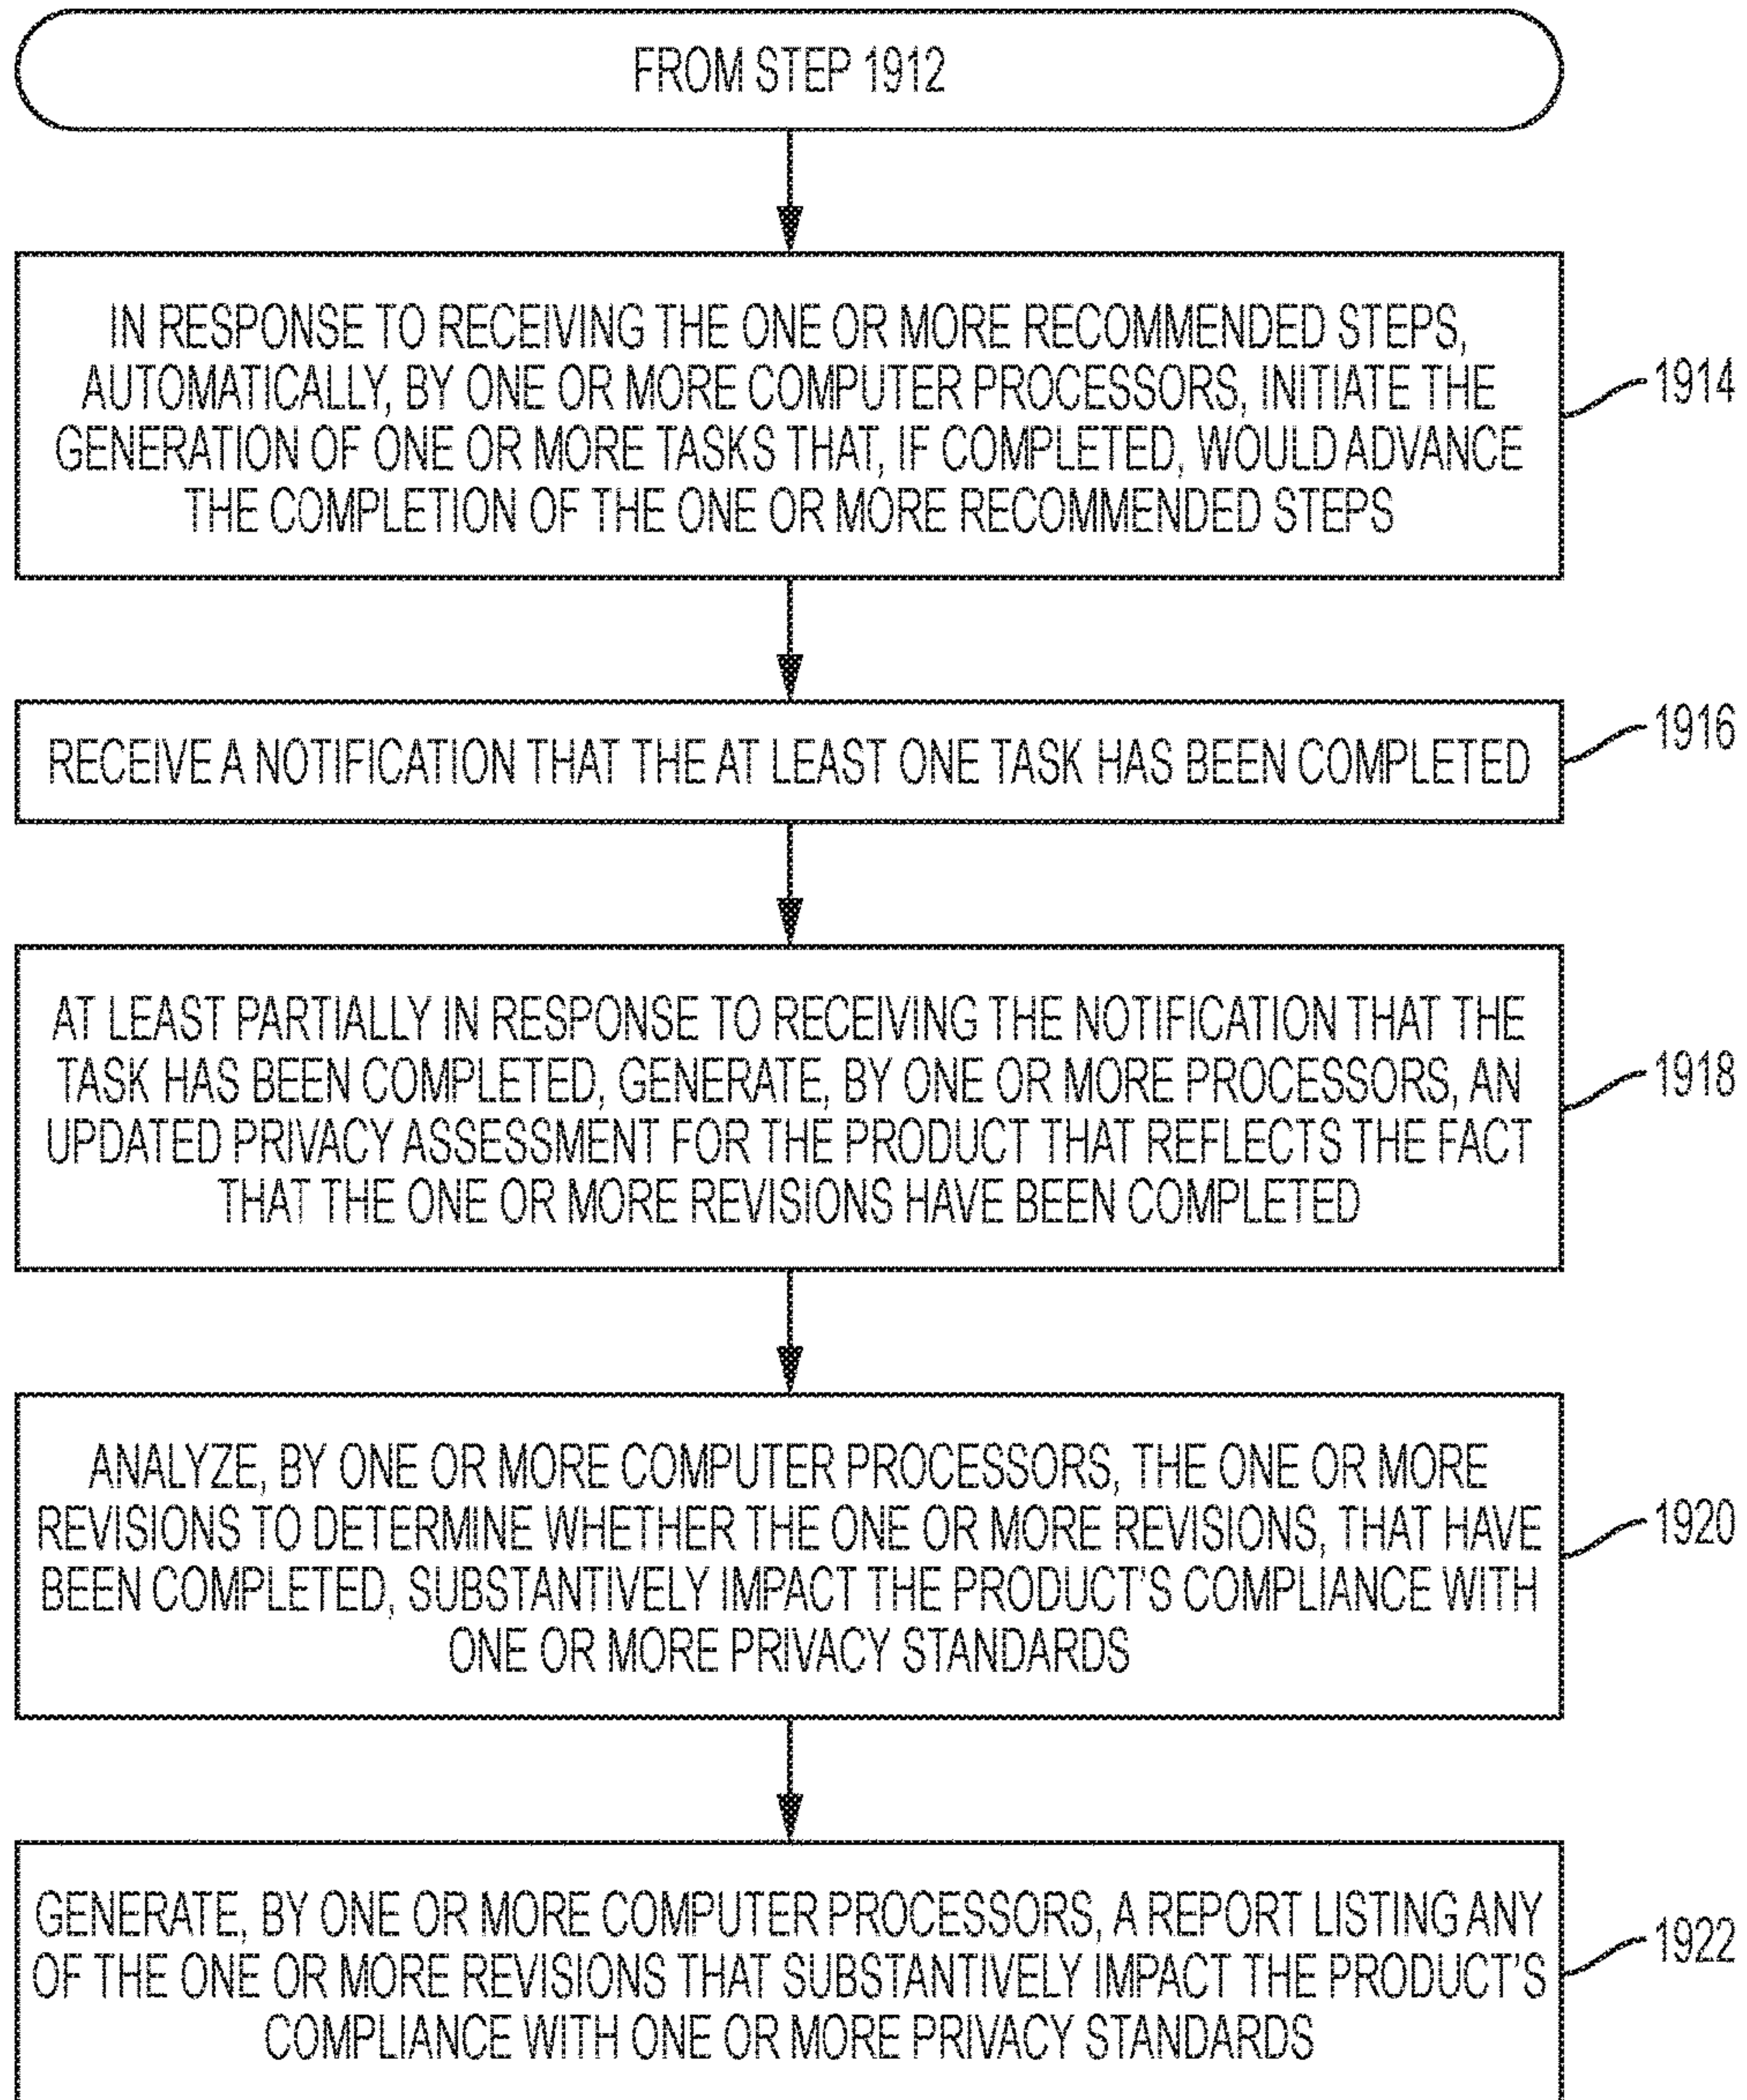 FROM STEP 1912
IN RESPONSE TO RECEIVING THE ONE OR MORE RECOMMENDED STEPS,
AUTOMATICALLY, BY ONE OR MORE COMPUTER PROCESSORS, INITIATE THE
GENERATION OF ONE OR MORE TASKS THAT, IF COMPLETED, WOULD ADVANCE
THE COMPLETION OF THE ONE OR MORE RECOMMENDED STEPS
1914
RECEIVE A NOTIFICATION THAT THE AT LEAST ONE TASK HAS BEEN COMPLETED
1916
AT LEAST PARTIALLY IN RESPONSE TO RECEIVING THE NOTIFICATION THAT THE
TASK HAS BEEN COMPLETED, GENERATE, BY ONE OR MORE PROCESSORS, AN
UPDATED PRIVACY ASSESSMENT FOR THE PRODUCT THAT REFLECTS THE FACT
THAT THE ONE OR MORE REVISIONS HAVE BEEN COMPLETED
1918
ANALYZE, BY ONE OR MORE COMPUTER PROCESSORS, THE ONE OR MORE
REVISIONS TO DETERMINE WHETHER THE ONE OR MORE REVISIONS, THAT HAVE
BEEN COMPLETED, SUBSTANTIVELY IMPACT THE PRODUCT'S COMPLIANCE WITH
ONE OR MORE PRIVACY STANDARDS
1920
GENERATE, BY ONE OR MORE COMPUTER PROCESSORS, A REPORT LISTING ANY
OF THE ONE OR MORE REVISIONS THAT SUBSTANTIVELY IMPACT THE PRODUCT'S
COMPLIANCE WITH ONE OR MORE PRIVACY STANDARDS
1922